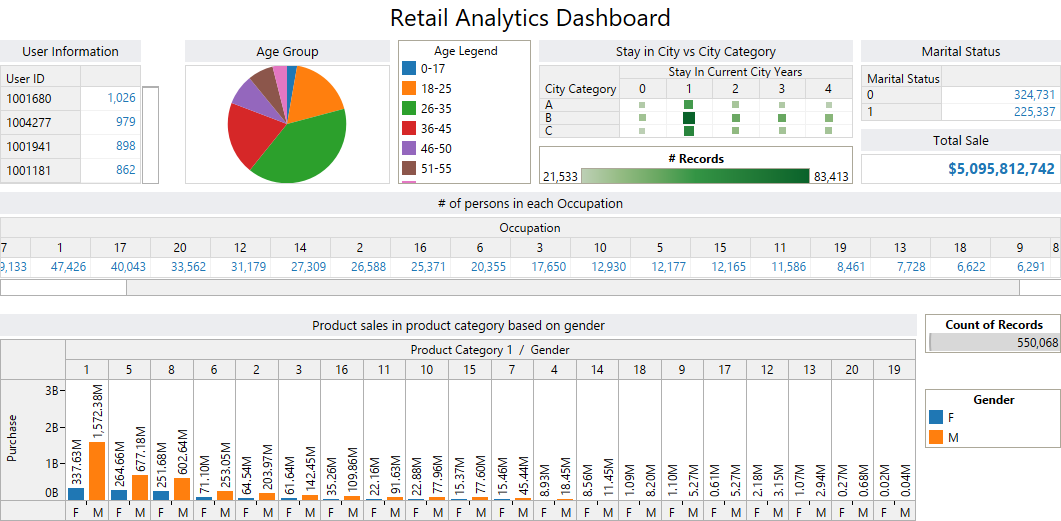 Retail Analytics Dashboard
User Information
User ID
1001680 1,026
1004277 979
1001941 898
1001181 862
Age Group
Age Legend
0-17
18-25
26-35
36-45
46-50
51-55
Stay in City vs City Category
Stay In Current City Years
City Category 0 1 2 3 4
A
B
C
# Records
21,533 83,413
Marital Status
Marital Status
0 324,731
1 225,337
Total Sale
$5,095,812,742
# of persons in each Occupation
Occupation
7 1 17 20 12 14 2 16 6 3 10 5 15 11 19 13 18 9 8
9,133 47,426 40,043 33,562 31,179 27,309 26,588 25,371 20,355 17,650 12,930 12,177 12,165 11,586 8,461 7,728 6,622 6,291
Product sales in product category based on gender
Product Category 1 / Gender
1 5 8 6 2 3 16 11 10 15 7 4 14 18 9 17 12 13 20 19
Purchase
3B
2B
1B
0B
337.63M 1,572.38M 264.66M 677.18M 251.68M 602.64M 71.10M 253.05M 64.54M 203.97M 61.64M 142.45M 35.26M 109.86M 22.16M 91.63M 22.88M 77.96M 15.37M 77.60M 15.46M 45.44M 8.93M 18.45M 8.56M 11.45M 1.09M 8.20M 1.10M 5.27M 0.61M 5.27M 2.18M 3.15M 1.07M 2.94M 0.27M 0.68M 0.02M 0.04M
F M F M F M F M F M F M F M F M F M F M F M F M F M F M F M F M F M F M F M F M
Count of Records
550,068
Gender
F
M